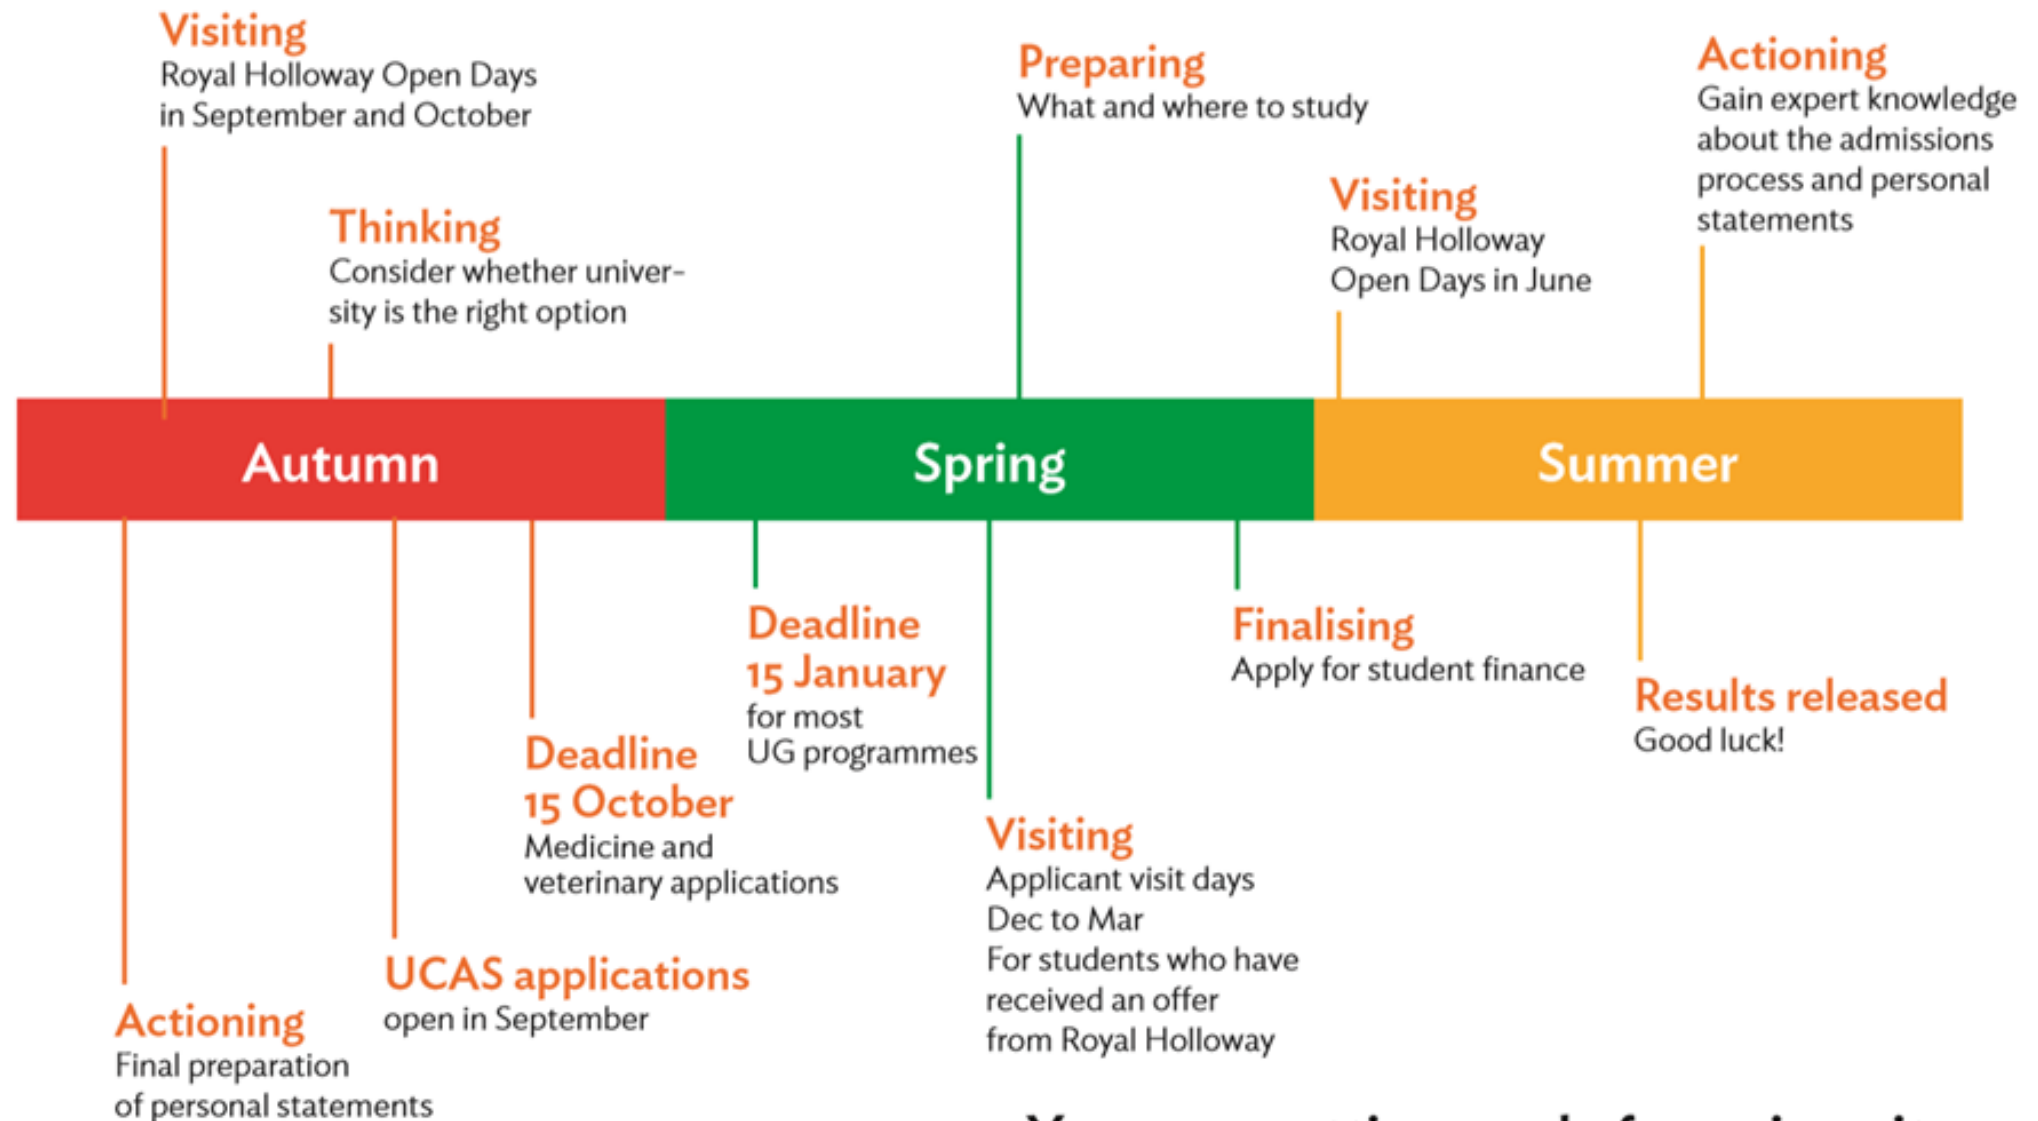 Visiting
Royal Holloway Open Days
in September and October
Thinking
Consider whether univer-
sity is the right option
Preparing
What and where to study
Visiting
Royal Holloway
Open Days in June
Actioning
Gain expert knowledge
about the admissions
process and personal
statements
Autumn
Spring
Summer
Actioning
Final preparation
of personal statements
UCAS applications
open in September
Deadline
15 October
Medicine and
veterinary applications
Deadline
15 January
for most
UG programmes
Visiting
Applicant visit days
Dec to Mar
For students who have
received an offer
from Royal Holloway
Finalising
Apply for student finance
Results released
Good luck!